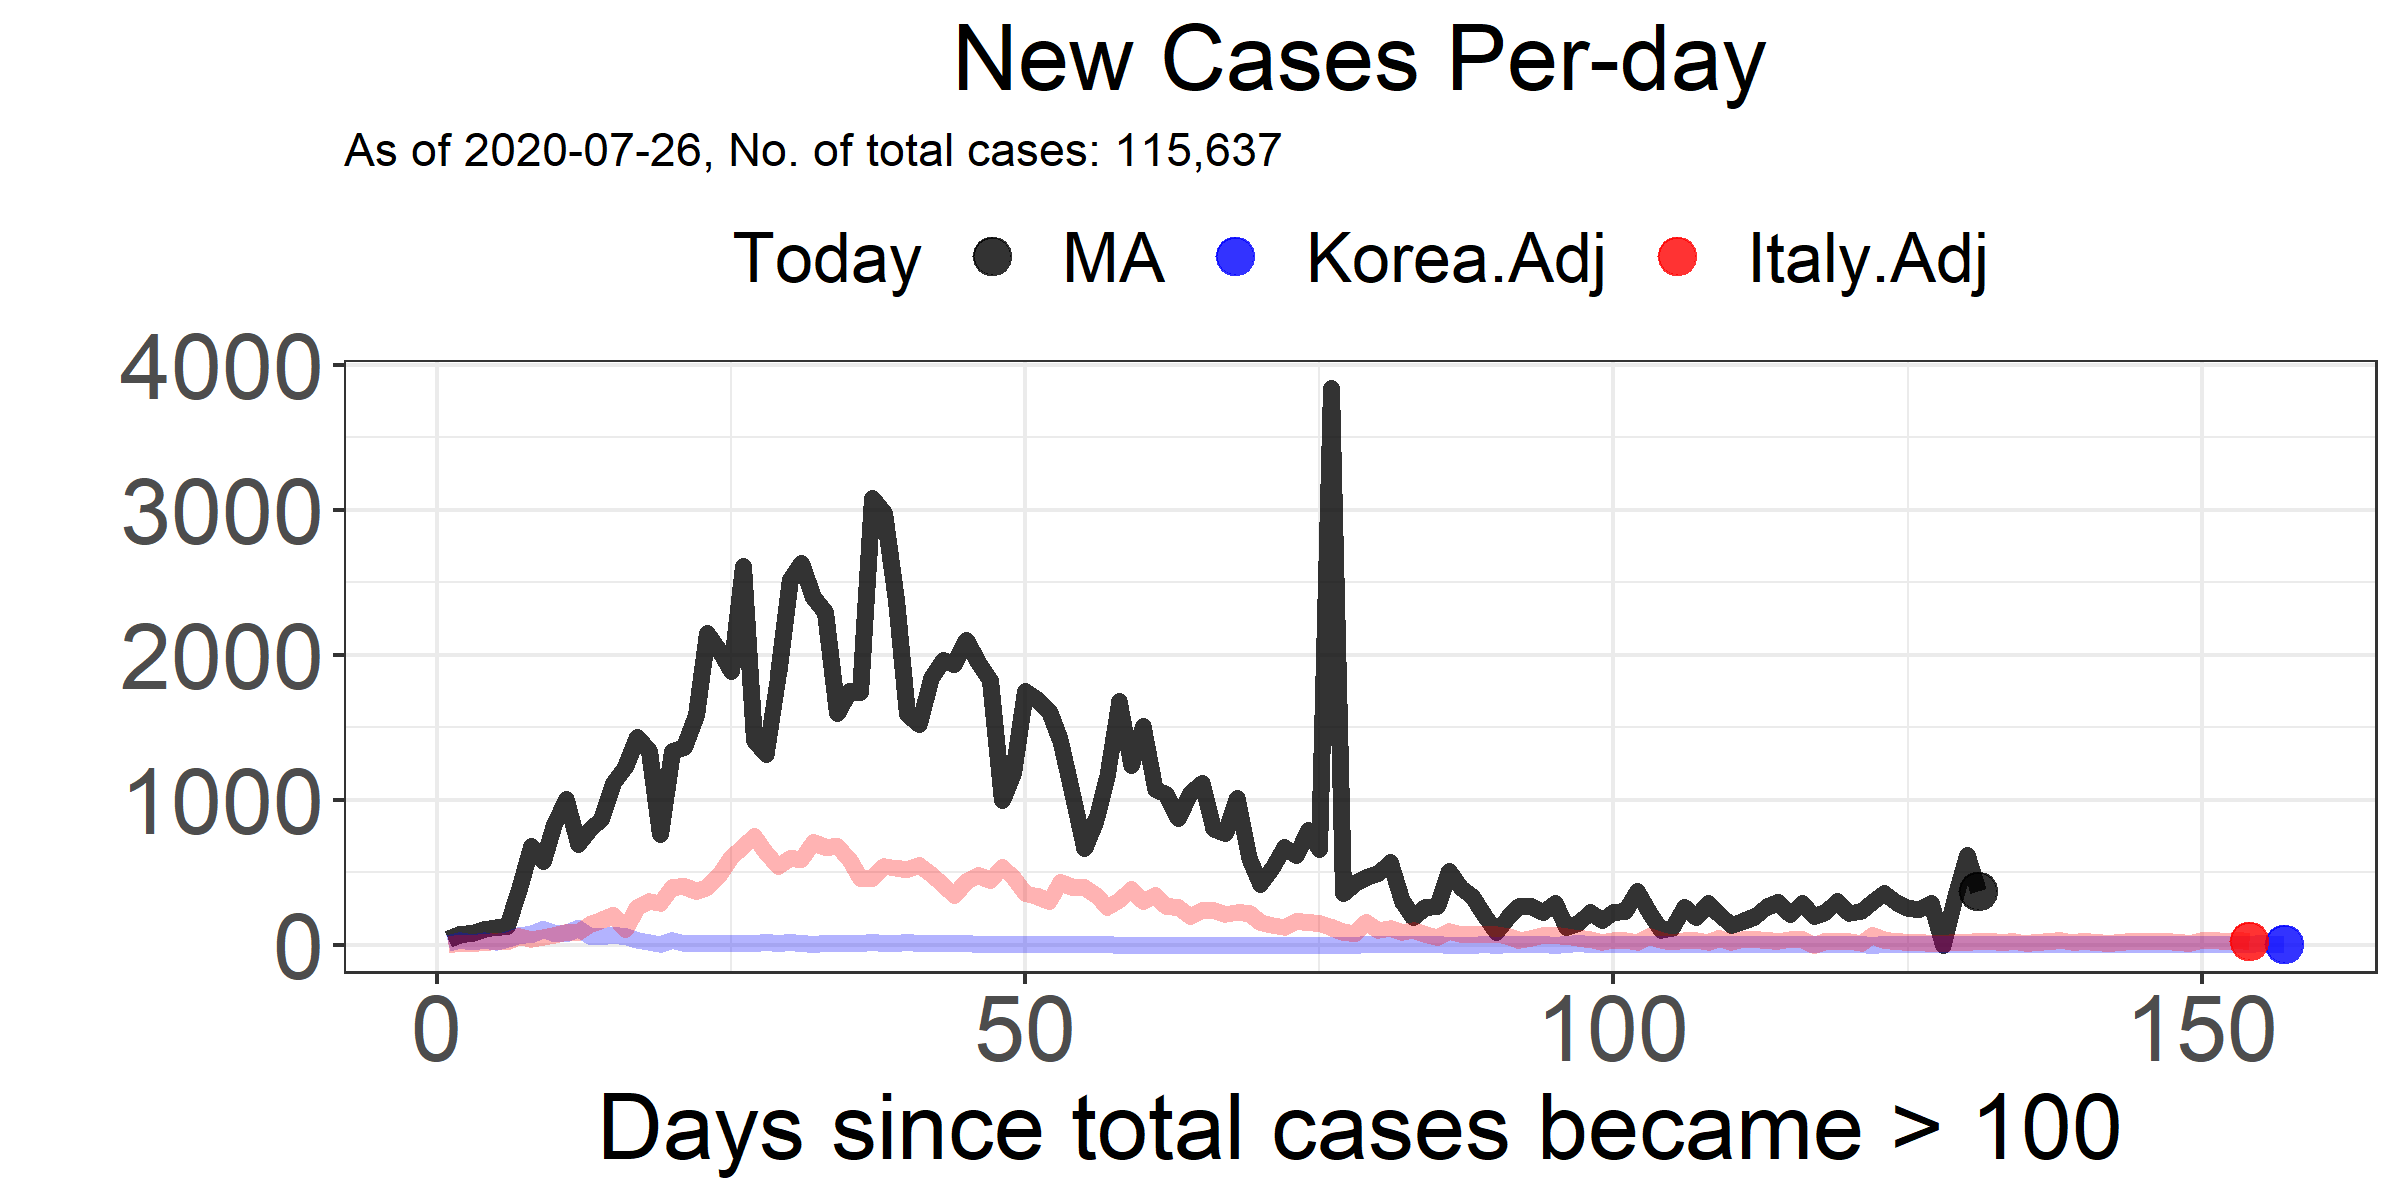 New Cases Per-day
As of 2020-07-26, No. of total cases: 115,637
Today MA Korea.Adj Italy.Adj
4000
3000
2000
1000
0
0 50 100 150
Days since total cases became > 100